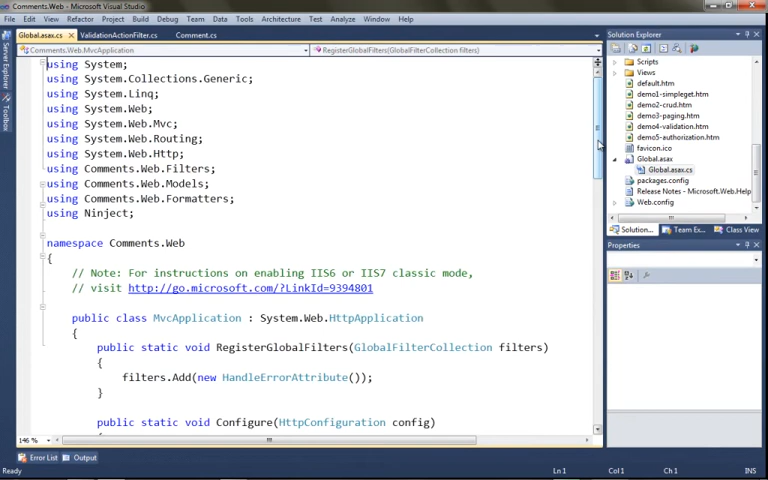 Comments.Web - Microsoft Visual Studio
File Edit View Refactor Project Build Debug Team Data Tools Architecture Test Analyze Window Help
Global.asax.cs ValidationActionFilter.cs Comment.cs
Comments.Web.MvcApplication RegisterGlobalFilters(GlobalFilterCollection filters)
Server Explorer
Toolbox
using System;
using System.Collections.Generic;
using System.Linq;
using System.Web;
using System.Web.Mvc;
using System.Web.Routing;
using System.Web.Http;
using Comments.Web.Filters;
using Comments.Web.Models;
using Comments.Web.Formatters;
using Ninject;
namespace Comments.Web
{
// Note: For instructions on enabling IIS6 or IIS7 classic mode,
// visit http://go.microsoft.com/?LinkId=9394801
public class MvcApplication : System.Web.HttpApplication
{
public static void RegisterGlobalFilters(GlobalFilterCollection filters)
{
filters.Add(new HandleErrorAttribute());
}
public static void Configure(HttpConfiguration config)
146 %
Solution Explorer
Scripts
Views
default.htm
demo1-simpleget.htm
demo2-crud.htm
demo3-paging.htm
demo4-validation.htm
demo5-authorization.htm
favicon.ico
Global.asax
Global.asax.cs
packages.config
Release Notes - Microsoft.Web.Help
Web.config
Solution... Team Ex... Class View
Properties
Error List Output
Ready Ln 1 Col 1 Ch 1 INS